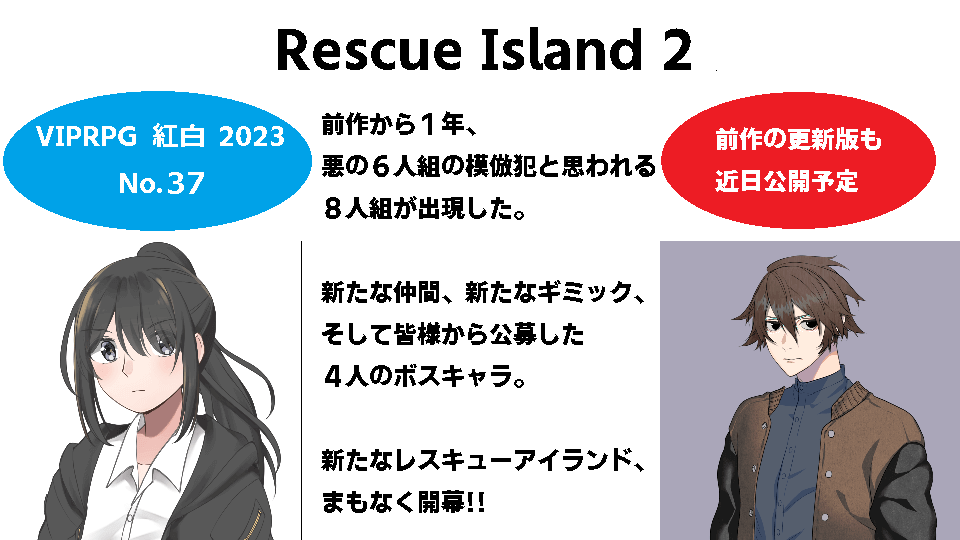 Rescue Island 2
VIPRPG 紅白 2023
No.37
前作から１年、
悪の６人組の模倣犯と思われる
８人組が出現した。
前作の更新版も
近日公開予定
新たな仲間、新たなギミック、
そして皆様から公募した
４人のボスキャラ。
新たなレスキューアイランド、
まもなく開幕!!